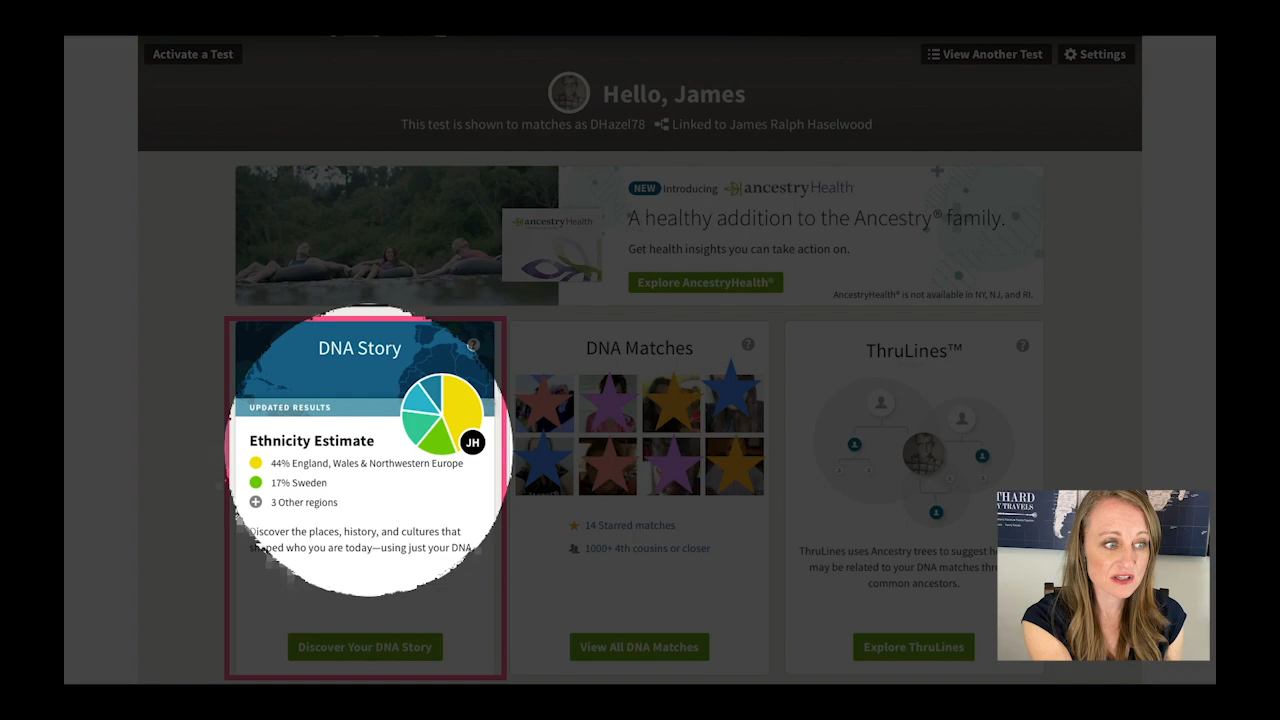 Activate a Test
View Another Test
Settings
Hello, James
This test is shown to matches as DHazel78
Linked to James Ralph Haselwood
NEW Introducing ancestryHealth
A healthy addition to the Ancestry® family.
ancestryHealth
Get health insights you can take action on.
Explore AncestryHealth®
AncestryHealth® is not available in NY, NJ, and RI.
DNA Story
?
UPDATED RESULTS
Ethnicity Estimate
JH
44% England, Wales & Northwestern Europe
17% Sweden
3 Other regions
Discover the places, history, and cultures that
shaped who you are today—using just your DNA.
Discover Your DNA Story
DNA Matches
?
14 Starred matches
1000+ 4th cousins or closer
View All DNA Matches
ThruLines™
?
ThruLines uses Ancestry trees to suggest
may be related to your DNA matches
common ancestors.
Explore ThruLines
THARD
TRAVELS